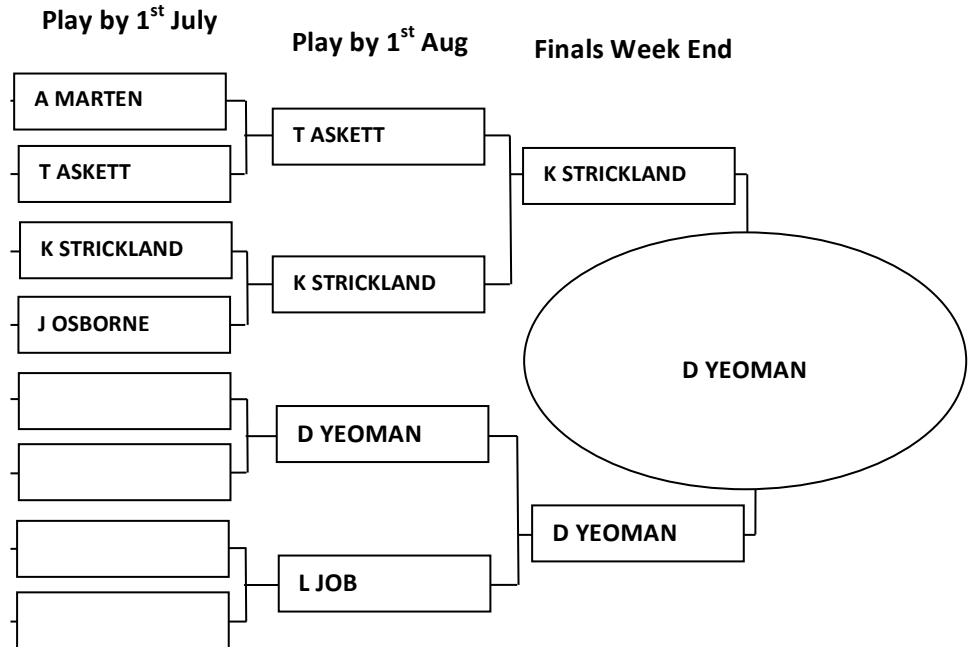 Play by 1st July
Play by 1st Aug
Finals Week End
A MARTEN
T ASKETT
K STRICKLAND
J OSBORNE
T ASKETT
K STRICKLAND
D YEOMAN
L JOB
K STRICKLAND
D YEOMAN
D YEOMAN